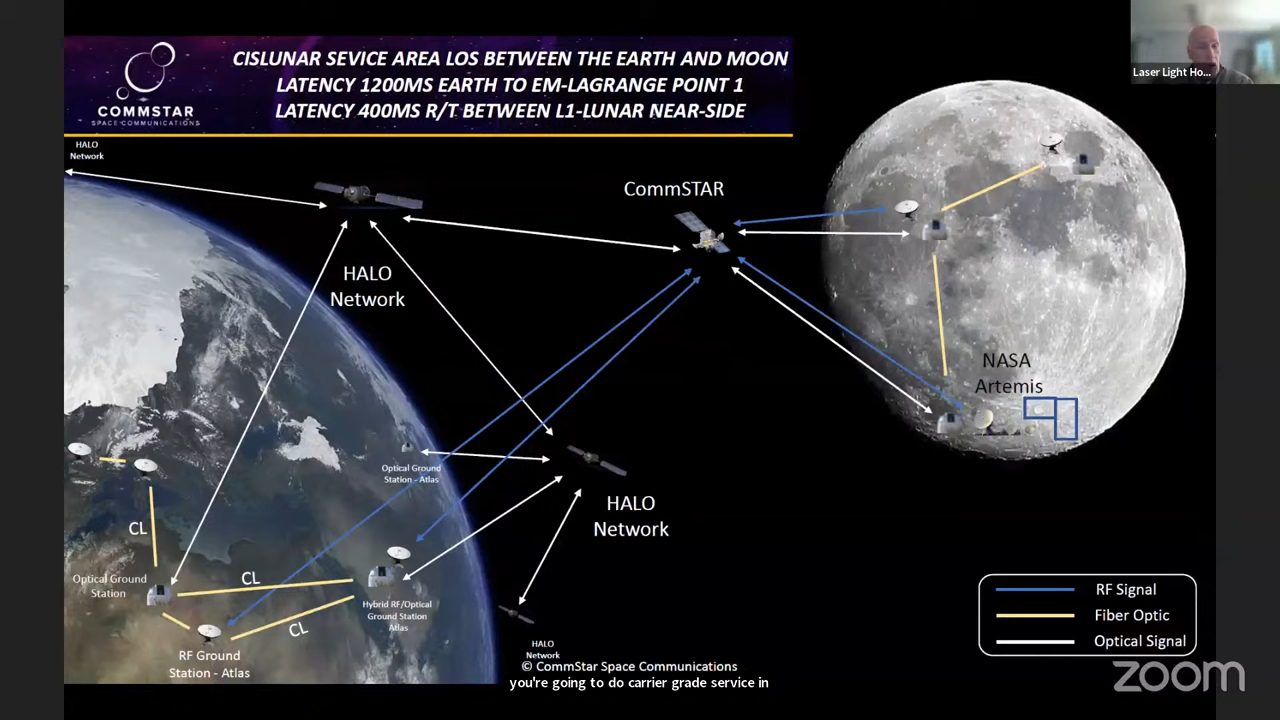 CISLUNAR SEVICE AREA LOS BETWEEN THE EARTH AND MOON
LATENCY 1200MS EARTH TO EM-LAGRANGE POINT 1
LATENCY 400MS R/T BETWEEN L1-LUNAR NEAR-SIDE
COMMSTAR
SPACE COMMUNICATIONS
Laser Light Ho...
HALO
Network
HALO
Network
CommSTAR
NASA
Artemis
Optical Ground
Station - Atlas
HALO
Network
CL
Optical Ground
Station
CL
Hybrid RF/Optical
Ground Station
Atlas
CL
RF Ground
Station - Atlas
HALO
Network
RF Signal
Fiber Optic
Optical Signal
© CommStar Space Communications
you're going to do carrier grade service in
zoom